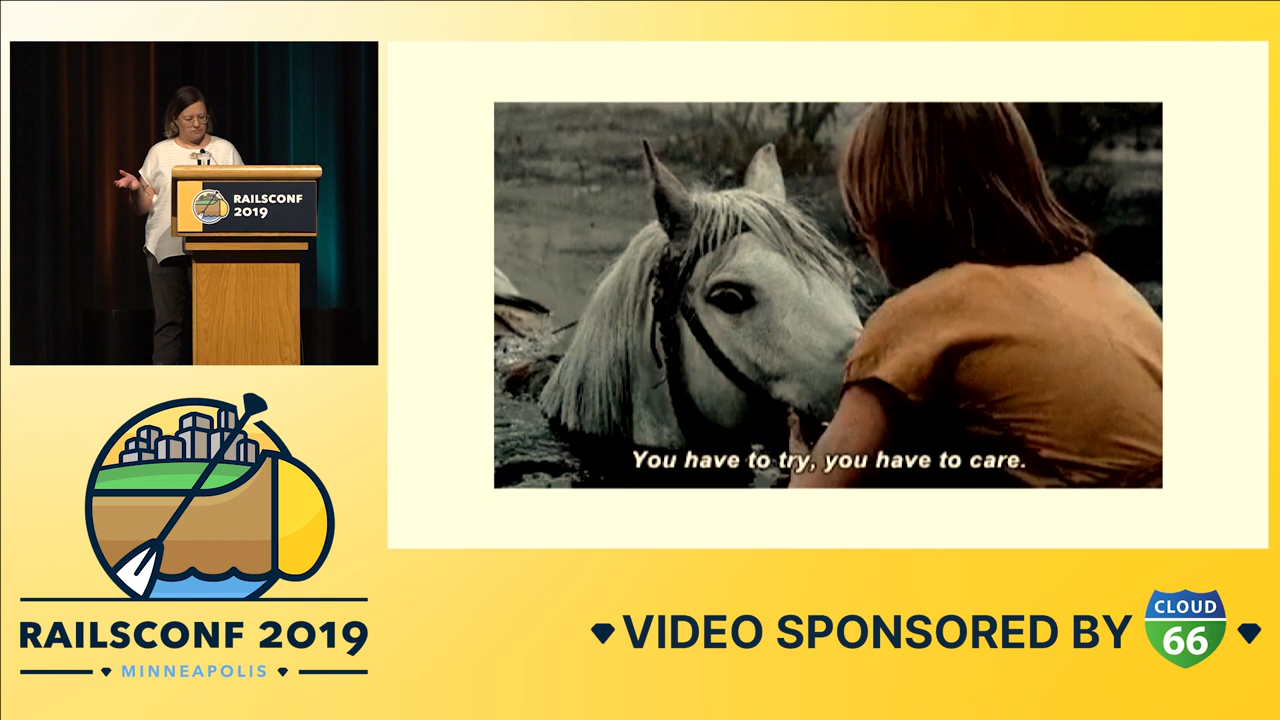 RAILSCONF
2019
You have to try, you have to care.
RAILSCONF 2019
MINNEAPOLIS
VIDEO SPONSORED BY
CLOUD
66